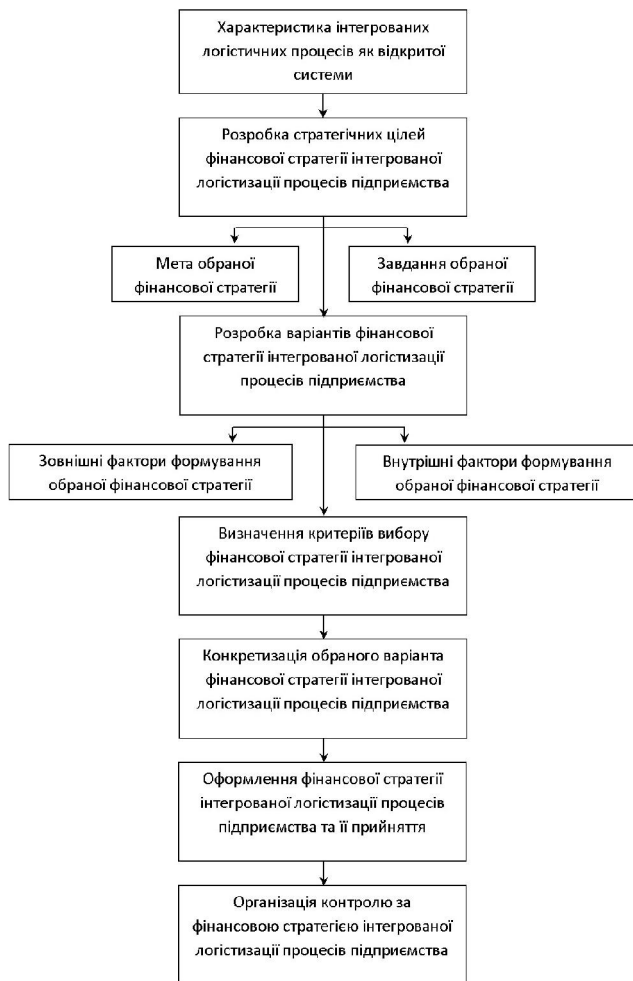 Характеристика інтегрованих
логістичних процесів як відкритої
системи
Розробка стратегічних цілей
фінансової стратегії інтегрованої
логістизації процесів підприємства
Мета обраної
фінансової стратегії
Завдання обраної
фінансової стратегії
Розробка варіантів фінансової
стратегії інтегрованої логістизації
процесів підприємства
Зовнішні фактори формування
обраної фінансової стратегії
Внутрішні фактори формування
обраної фінансової стратегії
Визначення критеріїв вибору
фінансової стратегії інтегрованої
логістизації процесів підприємства
Конкретизація обраного варіанта
фінансової стратегії інтегрованої
логістизації процесів підприємства
Оформлення фінансової стратегії
інтегрованої логістизації процесів
підприємства та її прийняття
Організація контролю за
фінансовою стратегією інтегрованої
логістизації процесів підприємства